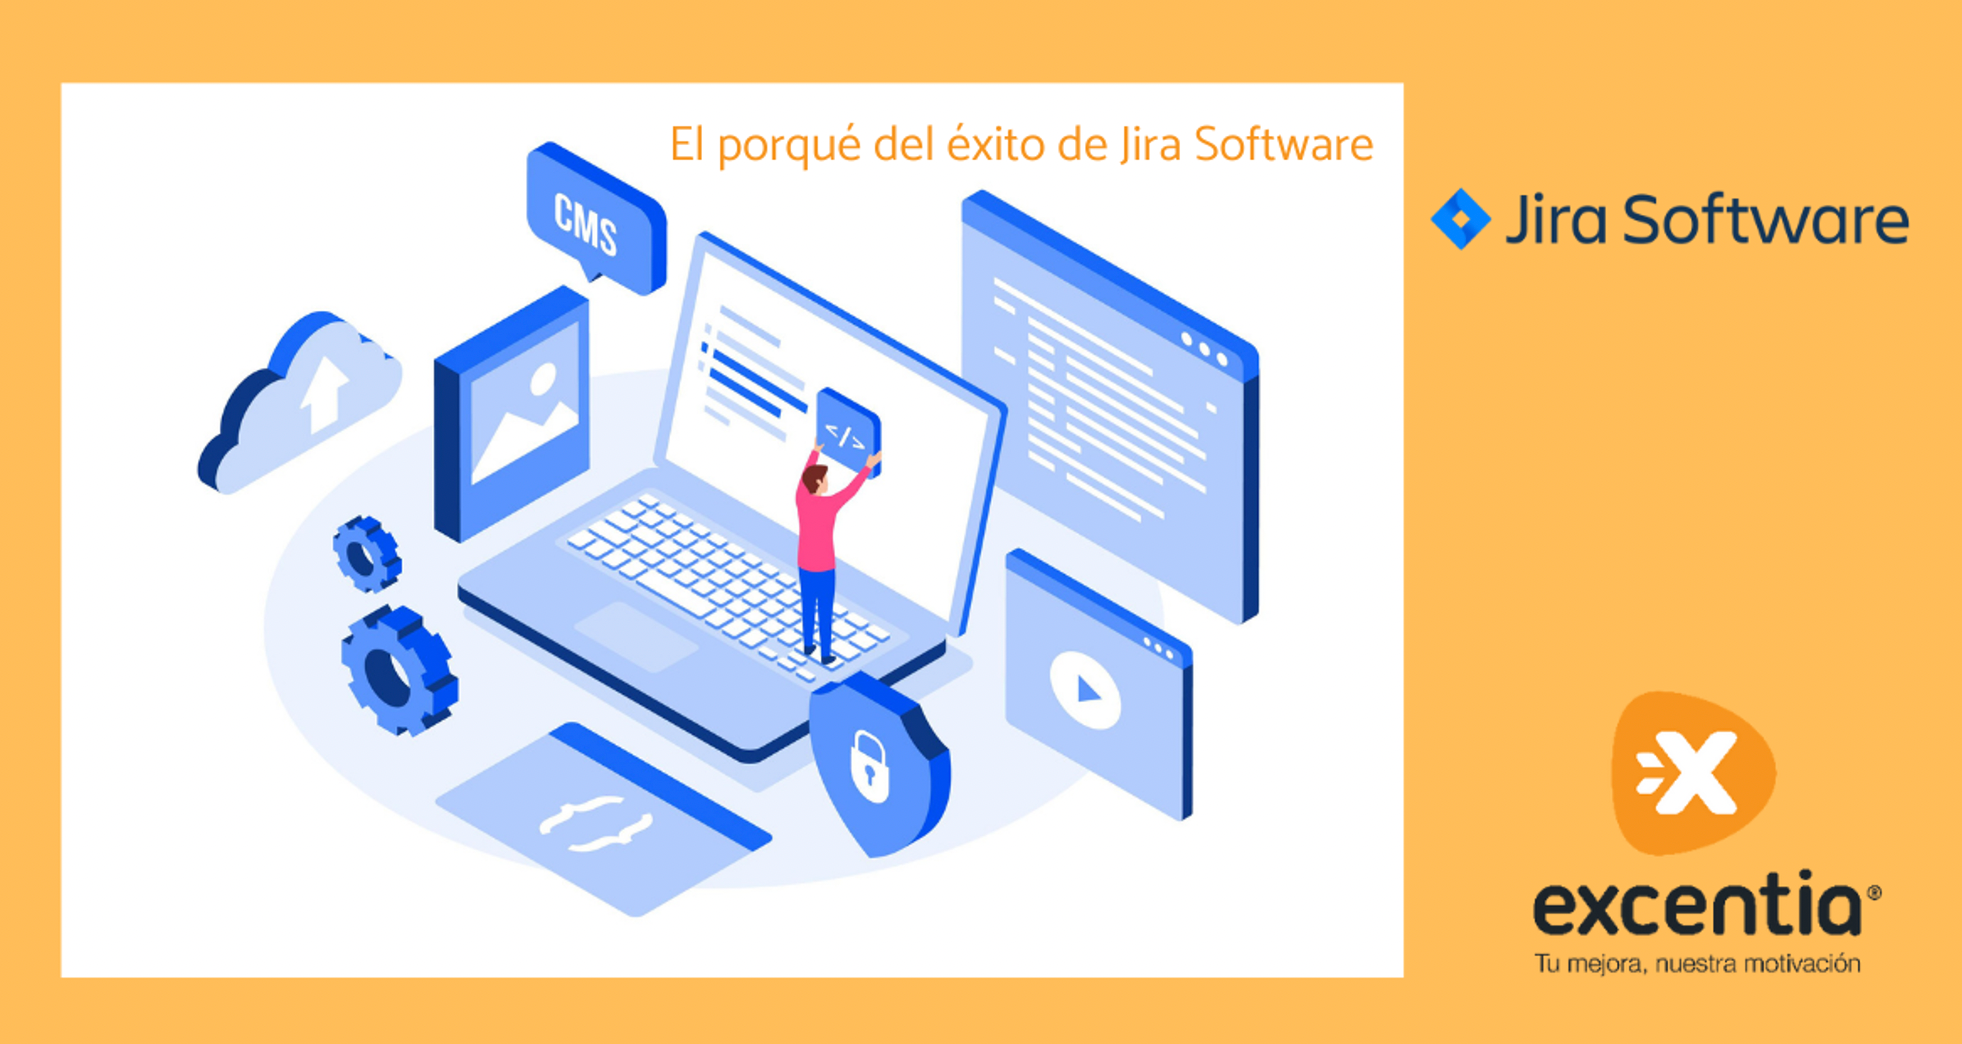 El porqué del éxito de Jira Software
CMS
</>
{ }
Jira Software
excentia®
Tu mejora, nuestra motivación